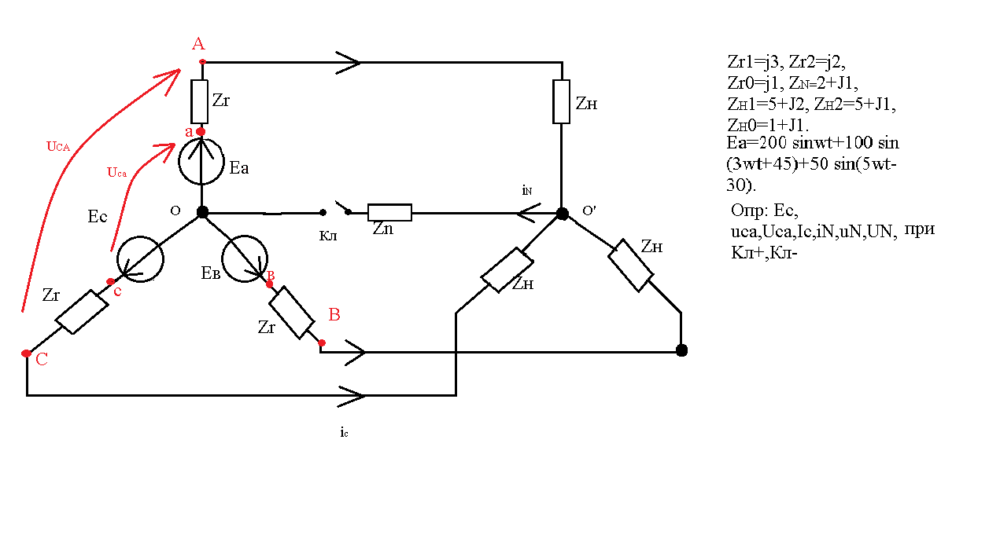 A
Zr
Zн
a
UCA
Uca
Ea
iN
Eс
O
O'
Кл
Zn
Zн
Eв
в
Zн
c
Zr
Zr
B
C
ic
Zr1=j3, Zr2=j2,
Zr0=j1, ZN=2+J1,
ZН1=5+J2, ZН2=5+J1,
ZН0=1+J1.
Ea=200 sinwt+100 sin
(3wt+45)+50 sin(5wt-
30).
Опр: Ec,
uca,Uca,Ic,iN,uN,UN, при
Кл+,Кл-